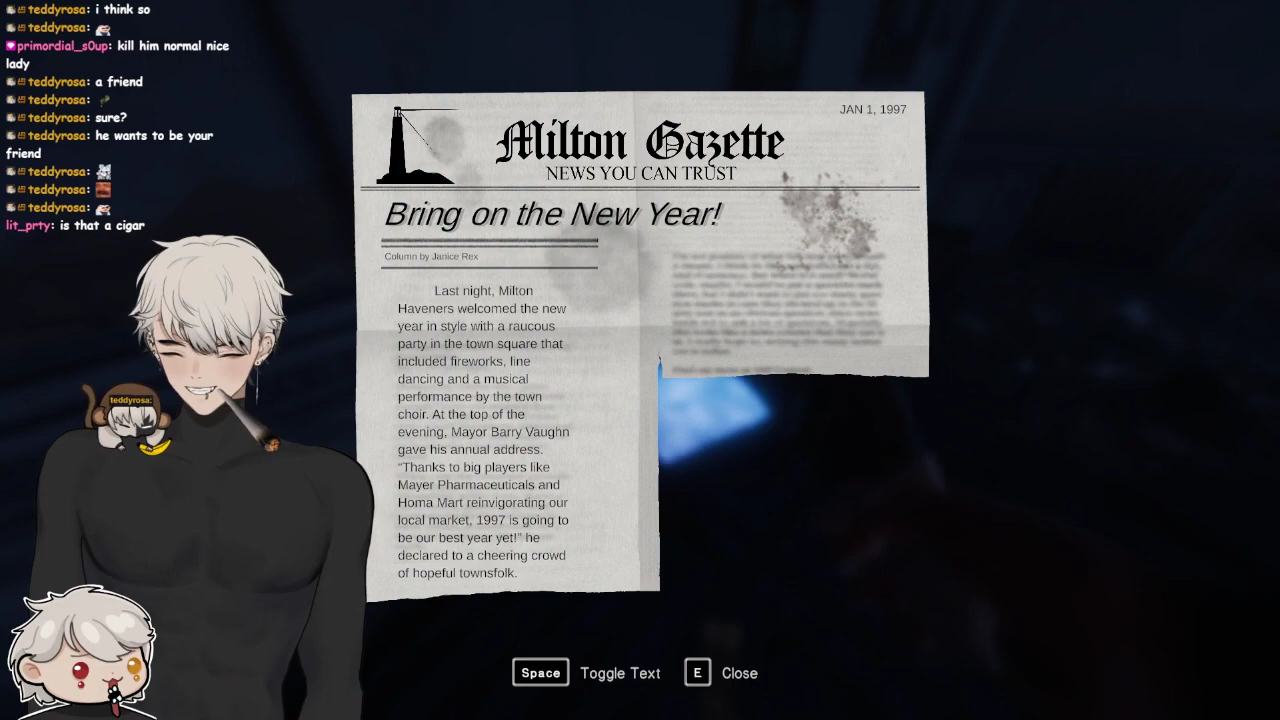 teddyrosa: i think so
teddyrosa:
primordial_s0up: kill him normal nice
lady
teddyrosa: a friend
teddyrosa:
teddyrosa: sure?
teddyrosa: he wants to be your
friend
teddyrosa:
teddyrosa:
teddyrosa:
lit_prty: is that a cigar
teddyrosa:
JAN 1, 1997
Milton Gazette
NEWS YOU CAN TRUST
Bring on the New Year!
Column by Janice Rex
Last night, Milton
Haveners welcomed the new
year in style with a raucous
party in the town square that
included fireworks, line
dancing and a musical
performance by the town
choir. At the top of the
evening, Mayor Barry Vaughn
gave his annual address.
“Thanks to big players like
Mayer Pharmaceuticals and
Homa Mart reinvigorating our
local market, 1997 is going to
be our best year yet!” he
declared to a cheering crowd
of hopeful townsfolk.
Space Toggle Text E Close